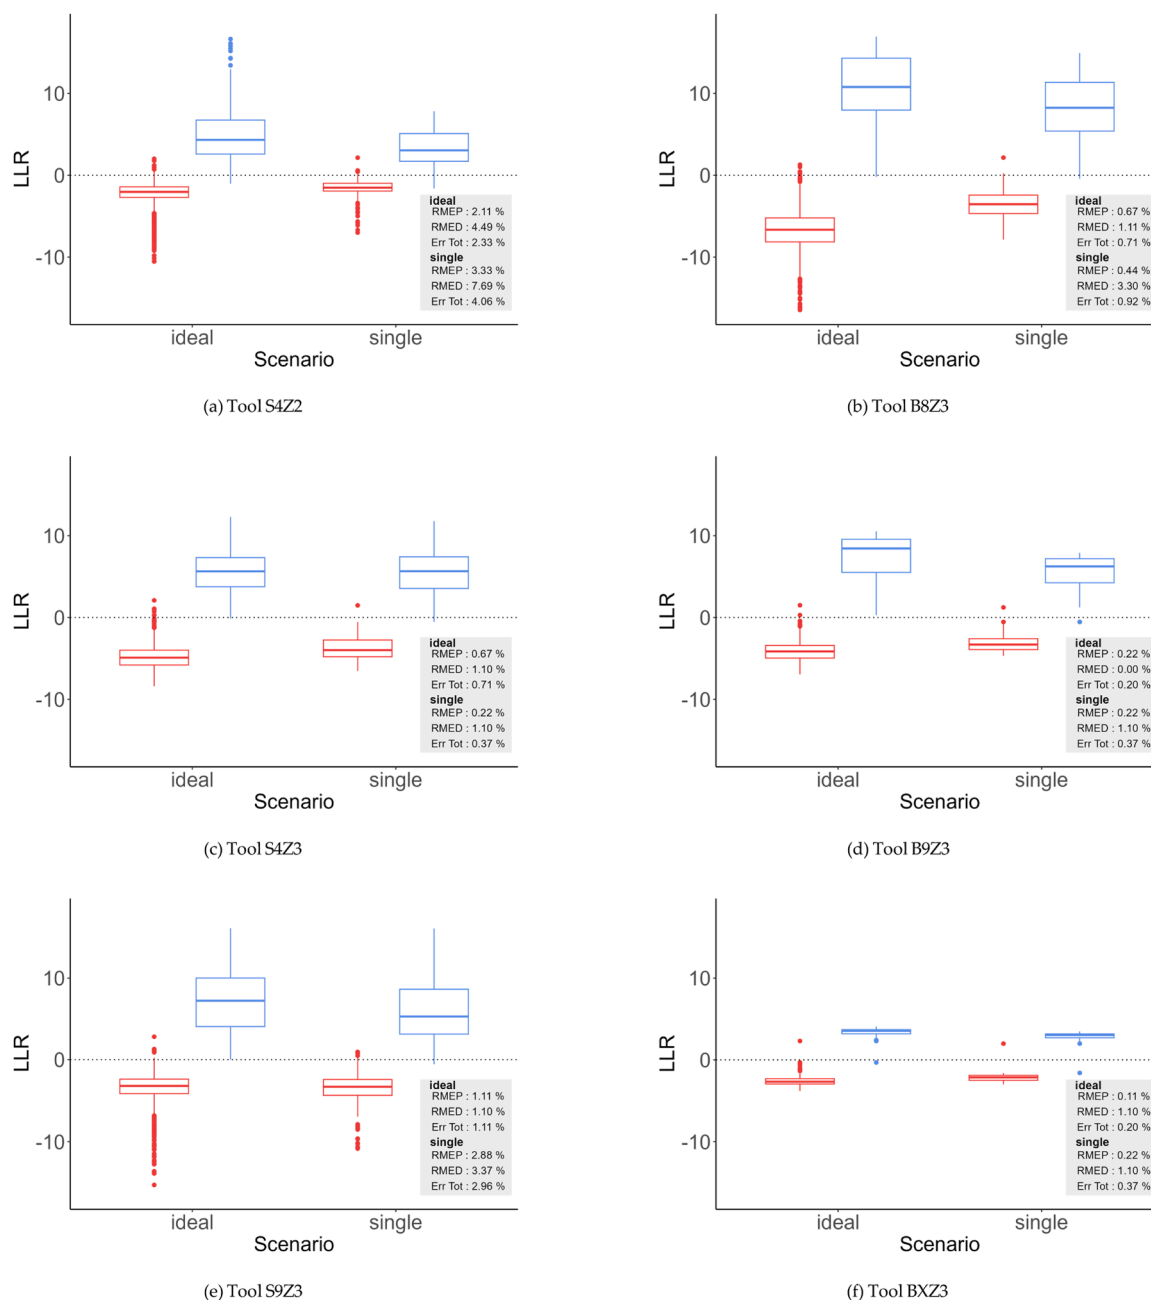 10
0
-10
LLR
ideal
RMEP : 2.11 %
RMED : 4.49 %
Err Tot : 2.33 %
single
RMEP : 3.33 %
RMED : 7.69 %
Err Tot : 4.06 %
ideal single
Scenario
(a) Tool S4Z2
10
0
-10
LLR
ideal
RMEP : 0.67 %
RMED : 1.11 %
Err Tot : 0.71 %
single
RMEP : 0.44 %
RMED : 3.30 %
Err Tot : 0.92 %
ideal single
Scenario
(b) Tool B8Z3
10
0
-10
LLR
ideal
RMEP : 0.67 %
RMED : 1.10 %
Err Tot : 0.71 %
single
RMEP : 0.22 %
RMED : 1.10 %
Err Tot : 0.37 %
ideal single
Scenario
(c) Tool S4Z3
10
0
-10
LLR
ideal
RMEP : 0.22 %
RMED : 0.00 %
Err Tot : 0.20 %
single
RMEP : 0.22 %
RMED : 1.10 %
Err Tot : 0.37 %
ideal single
Scenario
(d) Tool B9Z3
10
0
-10
LLR
ideal
RMEP : 1.11 %
RMED : 1.10 %
Err Tot : 1.11 %
single
RMEP : 2.88 %
RMED : 3.37 %
Err Tot : 2.96 %
ideal single
Scenario
(e) Tool S9Z3
10
0
-10
LLR
ideal
RMEP : 0.11 %
RMED : 1.10 %
Err Tot : 0.20 %
single
RMEP : 0.22 %
RMED : 1.10 %
Err Tot : 0.37 %
ideal single
Scenario
(f) Tool BXZ3